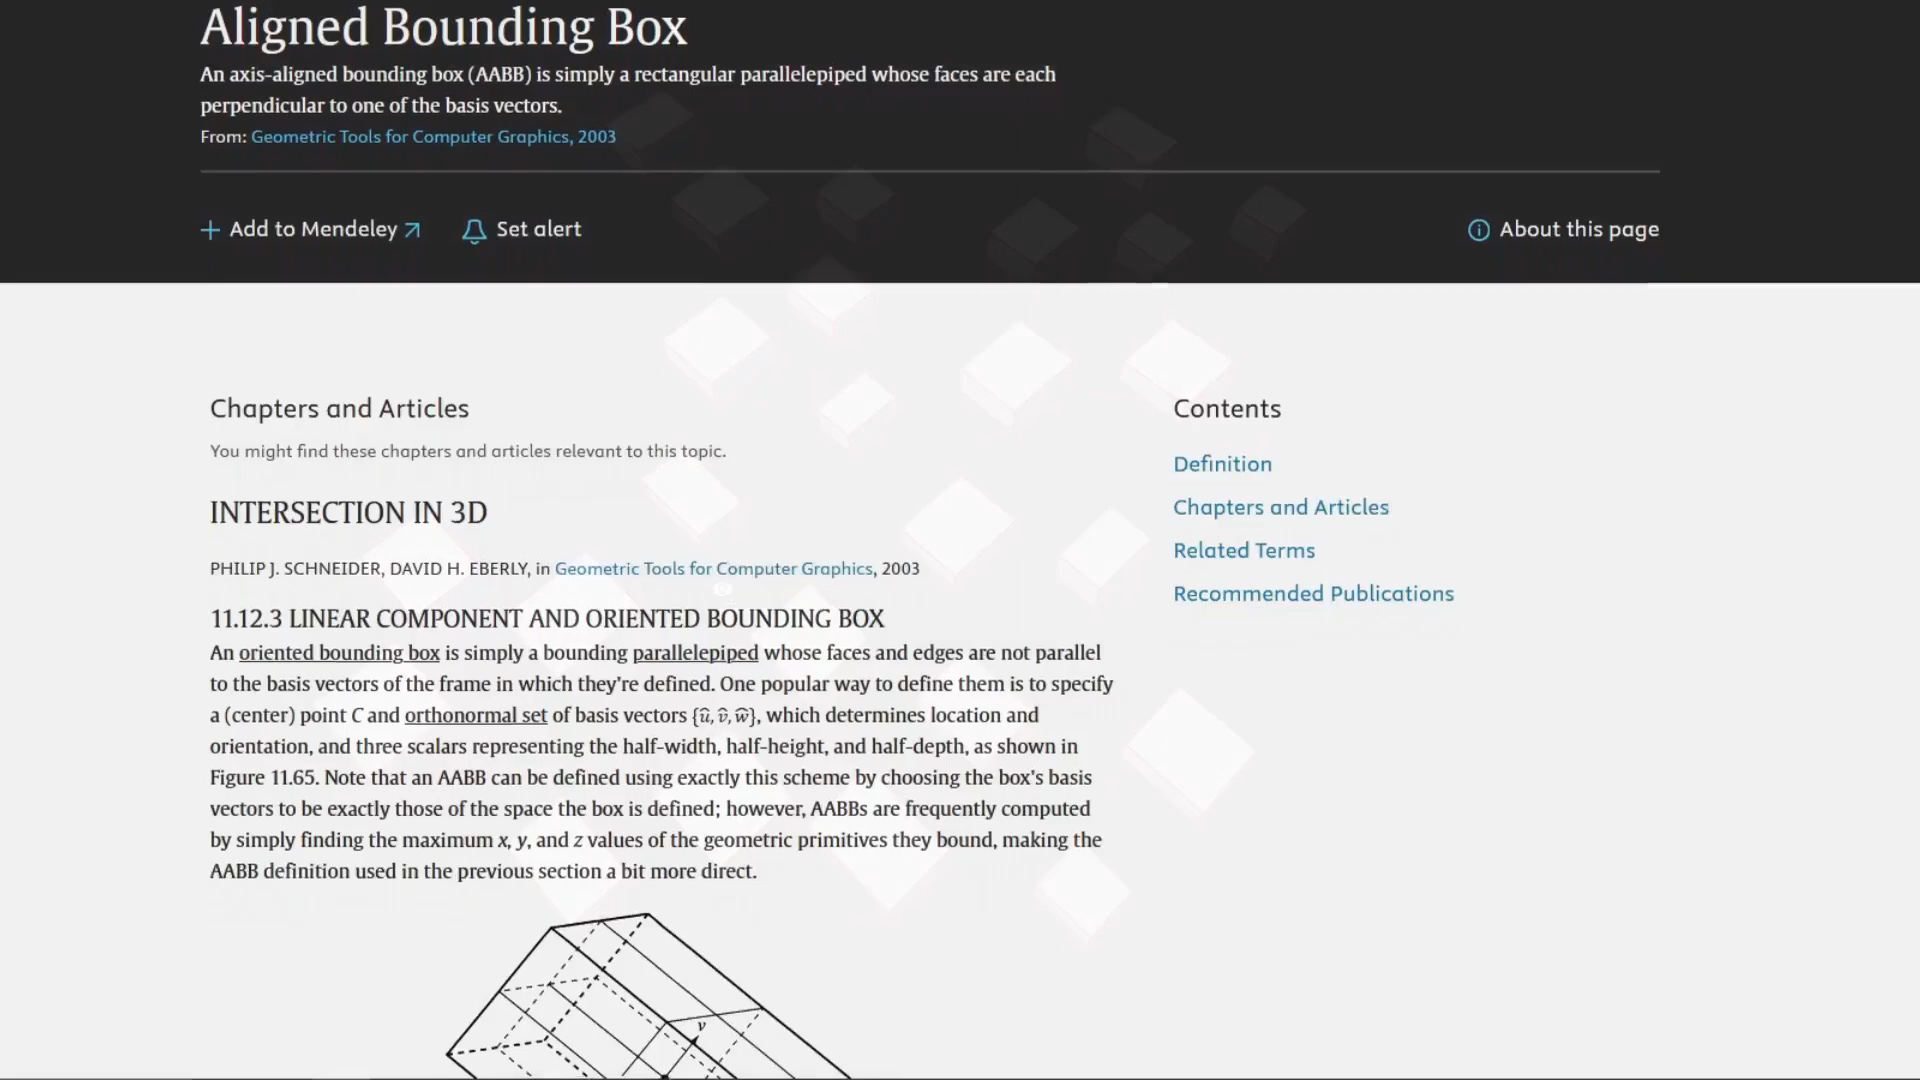 Aligned Bounding Box
An axis-aligned bounding box (AABB) is simply a rectangular parallelepiped whose faces are each
perpendicular to one of the basis vectors.
From: Geometric Tools for Computer Graphics, 2003
Add to Mendeley
Set alert
About this page
Chapters and Articles
You might find these chapters and articles relevant to this topic.
INTERSECTION IN 3D
PHILIP J. SCHNEIDER, DAVID H. EBERLY, in Geometric Tools for Computer Graphics, 2003
11.12.3 LINEAR COMPONENT AND ORIENTED BOUNDING BOX
An oriented bounding box is simply a bounding parallelepiped whose faces and edges are not parallel
to the basis vectors of the frame in which they're defined. One popular way to define them is to specify
a (center) point C and orthonormal set of basis vectors {û, v̂, ŵ}, which determines location and
orientation, and three scalars representing the half-width, half-height, and half-depth, as shown in
Figure 11.65. Note that an AABB can be defined using exactly this scheme by choosing the box's basis
vectors to be exactly those of the space the box is defined; however, AABBs are frequently computed
by simply finding the maximum x, y, and z values of the geometric primitives they bound, making the
AABB definition used in the previous section a bit more direct.
v
Contents
Definition
Chapters and Articles
Related Terms
Recommended Publications